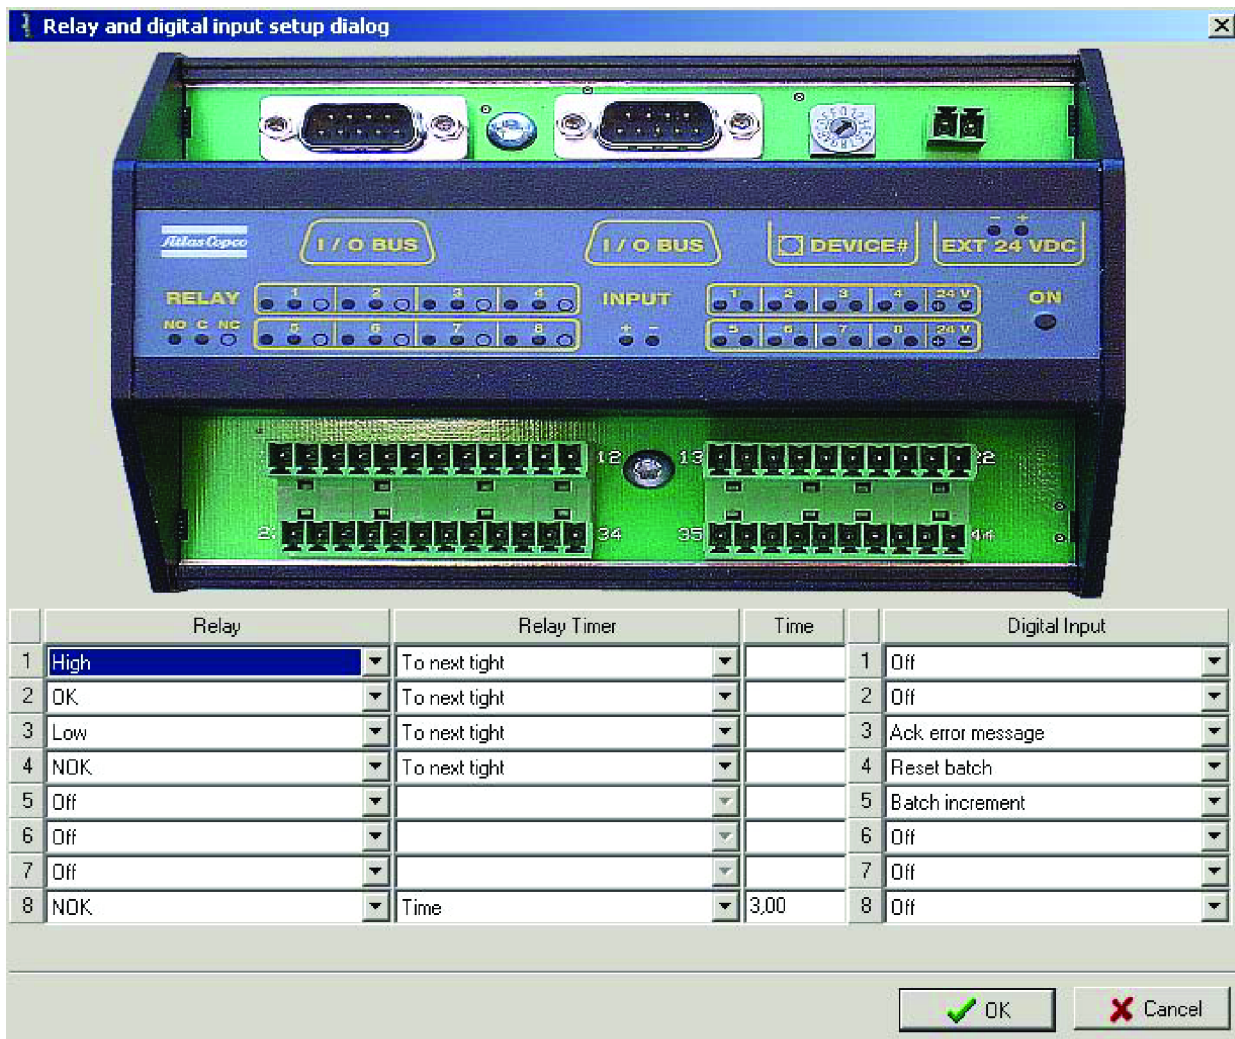 Relay and digital input setup dialog
Atlas Copco
I / O BUS
I / O BUS
DEVICE#
- +
EXT 24 VDC
RELAY
1 2 3 4
INPUT
1 2 3 4 24 V
ON
NO C NC
5 6 7 8
+ -
5 6 7 8 24 V
12
13
22
34
35
44
Relay Relay Timer Time Digital Input
1 High To next tight 1 Off
2 OK To next tight 2 Off
3 Low To next tight 3 Ack error message
4 NOK To next tight 4 Reset batch
5 Off 5 Batch increment
6 Off 6 Off
7 Off 7 Off
8 NOK Time 3,00 8 Off
OK Cancel